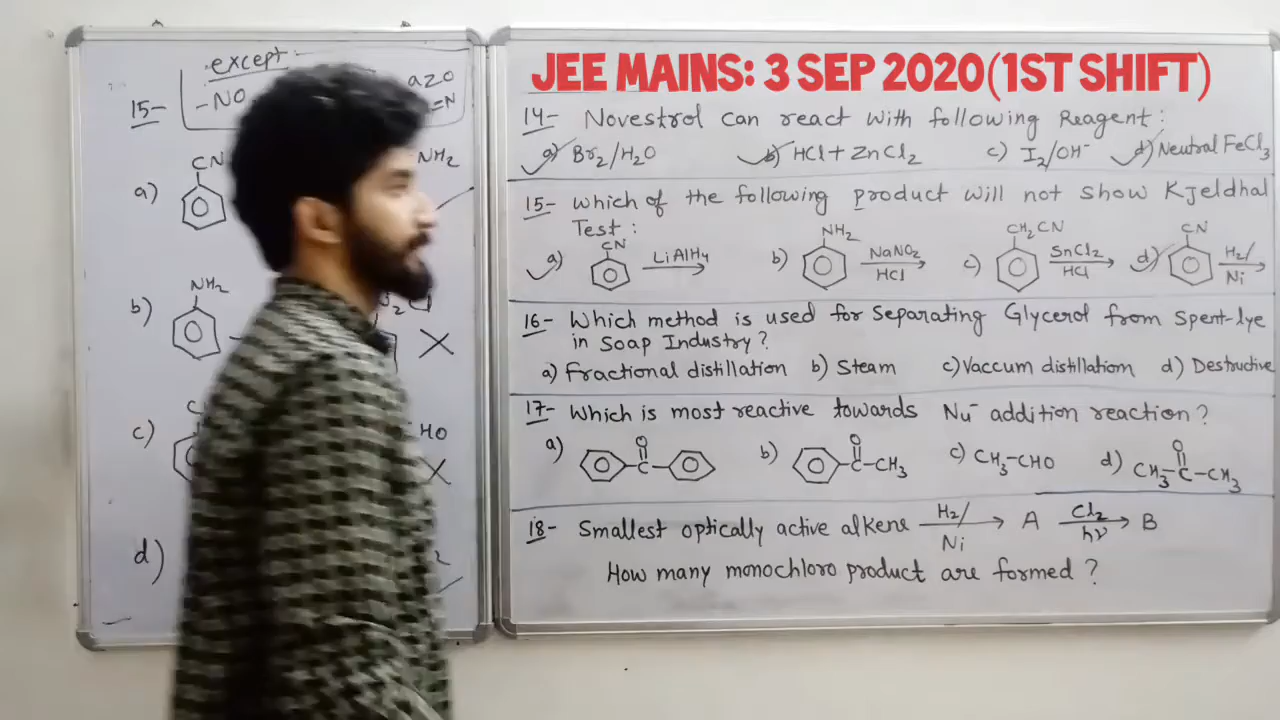 except :
-NO
azo
=N
15-
a)
CN
NH2
b)
NH2
c)
HO
d)
JEE MAINS: 3 SEP 2020(1ST SHIFT)
14- Novestrol can react with following Reagent :
a) Br2/H2O b) HCl + ZnCl2 c) I2/OH- d) Neutral FeCl3
15- which of the following product will not show Kjeldhal
Test :
a) CN LiAlH4 b) NH2 NaNO2 HCl c) CH2CN SnCl2 HCl d) CN H2/ Ni
16- Which method is used for separating Glycerol from spent-lye
in Soap Industry ?
a) Fractional distillation b) Steam c) Vaccum distillation d) Destructive
17- Which is most reactive towards Nu- addition reaction ?
a) O C b) O C-CH3 c) CH3-CHO d) O CH3-C-CH3
18- Smallest optically active alkene H2/ Ni → A Cl2 hν → B
How many monochloro product are formed ?